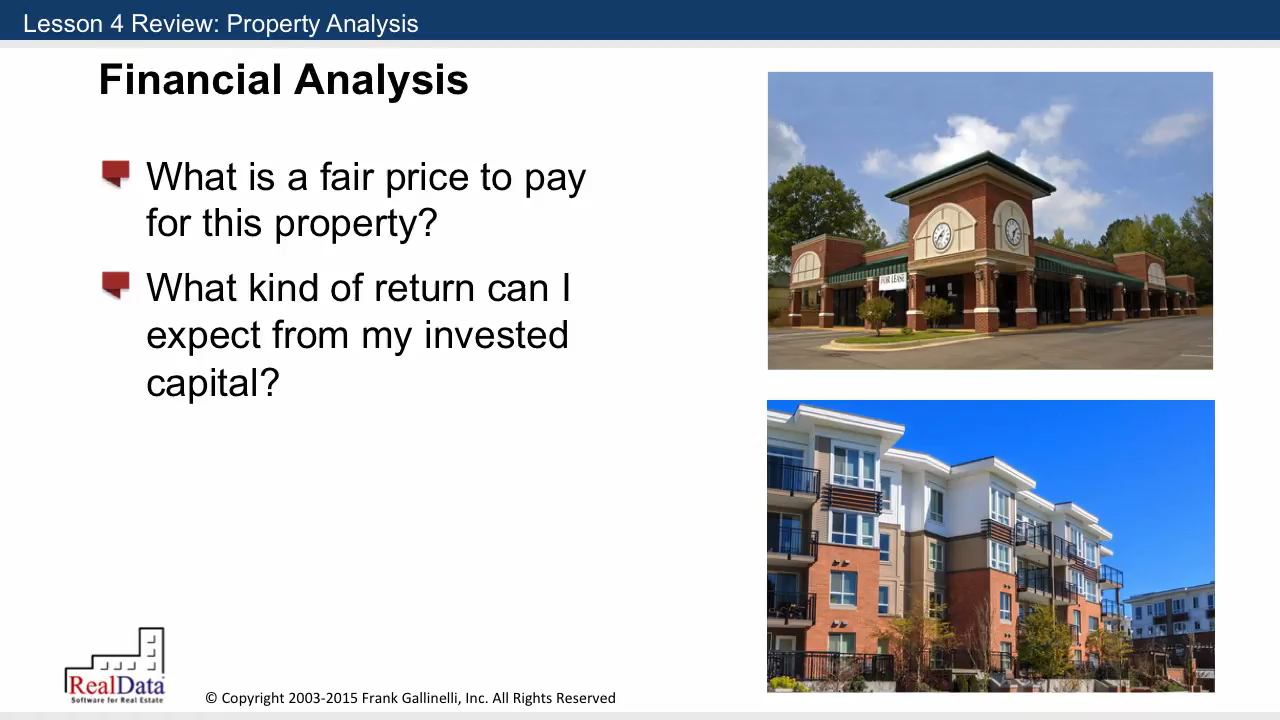 Lesson 4 Review: Property Analysis
Financial Analysis
What is a fair price to pay
for this property?
What kind of return can I
expect from my invested
capital?
FOR LEASE
RealData
Software for Real Estate
© Copyright 2003-2015 Frank Gallinelli, Inc. All Rights Reserved